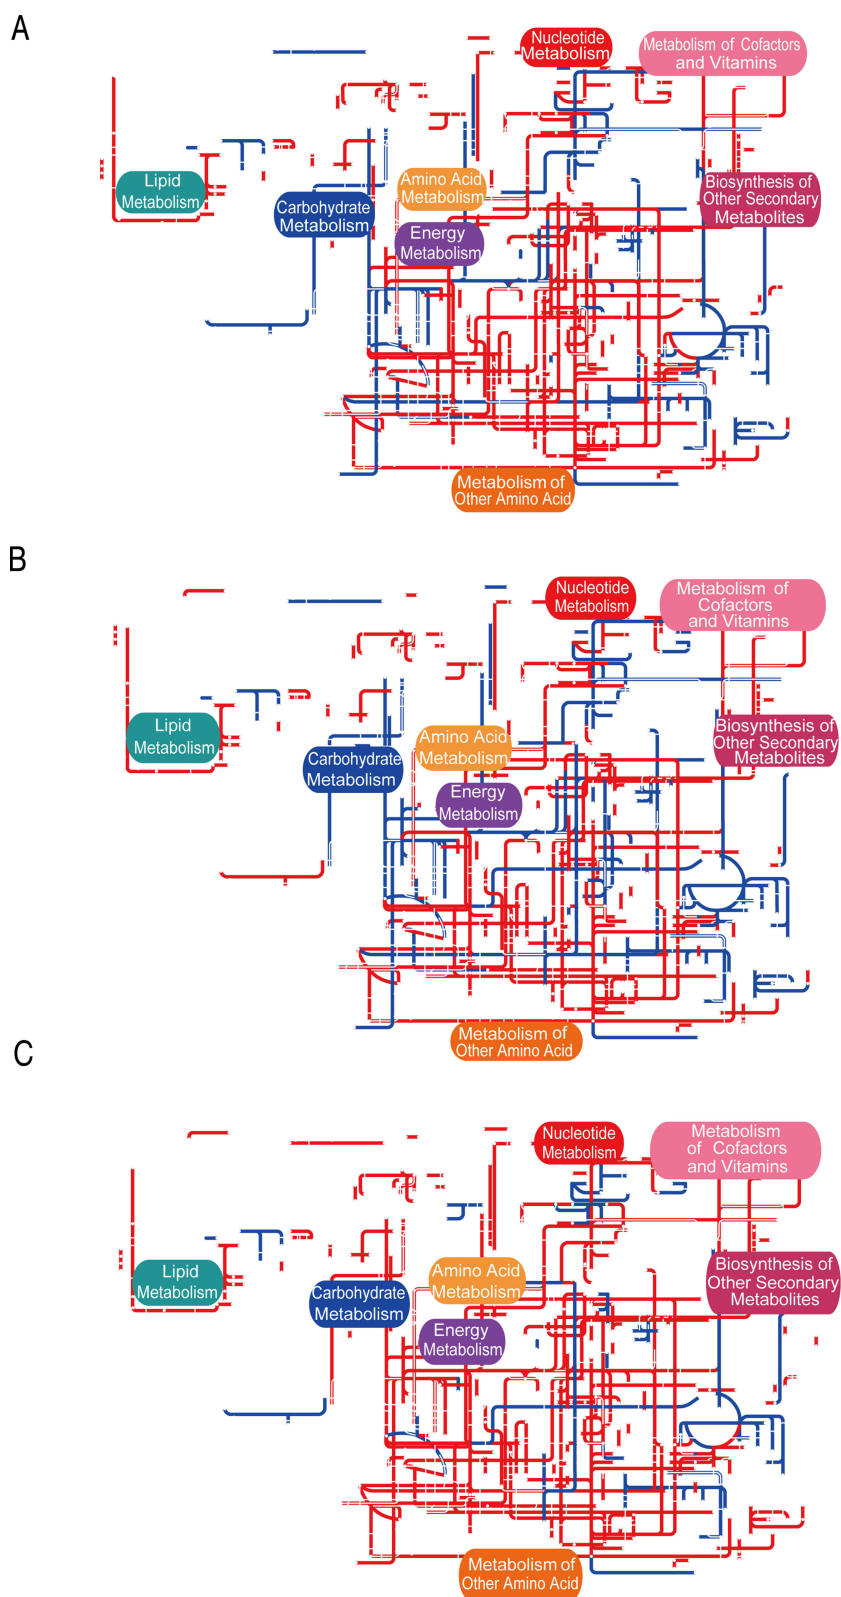 A
Nucleotide
Metabolism
Metabolism of Cofactors
and Vitamins
Lipid
Metabolism
Carbohydrate
Metabolism
Amino Acid
Metabolism
Energy
Metabolism
Biosynthesis of
Other Secondary
Metabolites
Metabolism of
Other Amino Acid
B
Nucleotide
Metabolism
Metabolism of
Cofactors
and Vitamins
Lipid
Metabolism
Carbohydrate
Metabolism
Amino Acid
Metabolism
Energy
Metabolism
Biosynthesis of
Other Secondary
Metabolites
Metabolism of
Other Amino Acid
C
Nucleotide
Metabolism
Metabolism
of Cofactors
and Vitamins
Lipid
Metabolism
Carbohydrate
Metabolism
Amino Acid
Metabolism
Energy
Metabolism
Biosynthesis of
Other Secondary
Metabolites
Metabolism of
Other Amino Acid